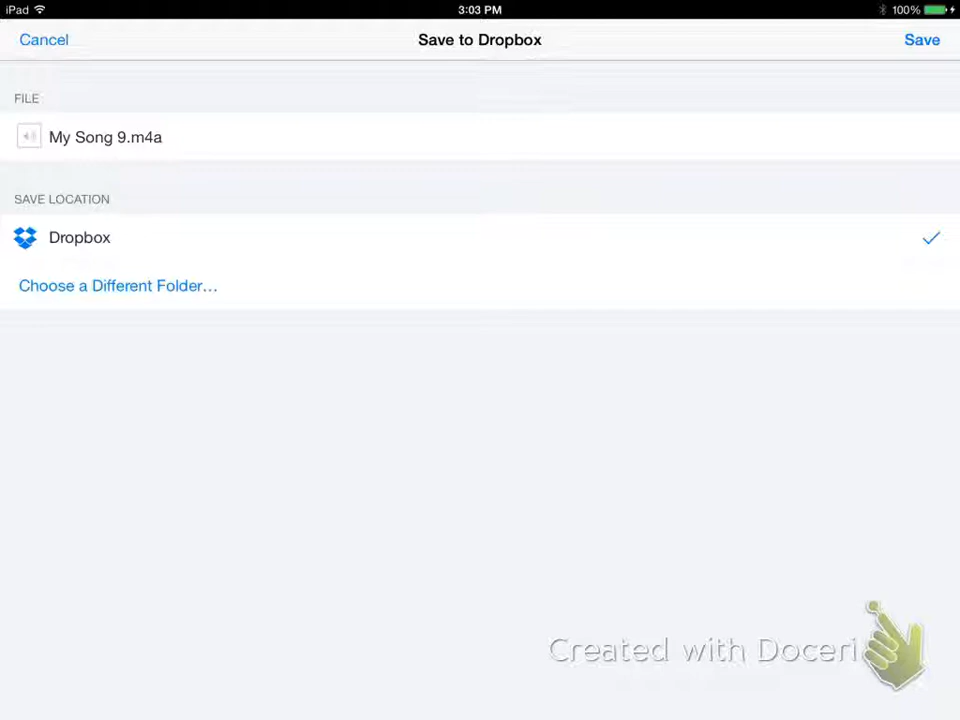 iPad 3:03 PM 100%
Cancel Save to Dropbox Save
FILE
My Song 9.m4a
SAVE LOCATION
Dropbox
Choose a Different Folder...
Created with Doceri